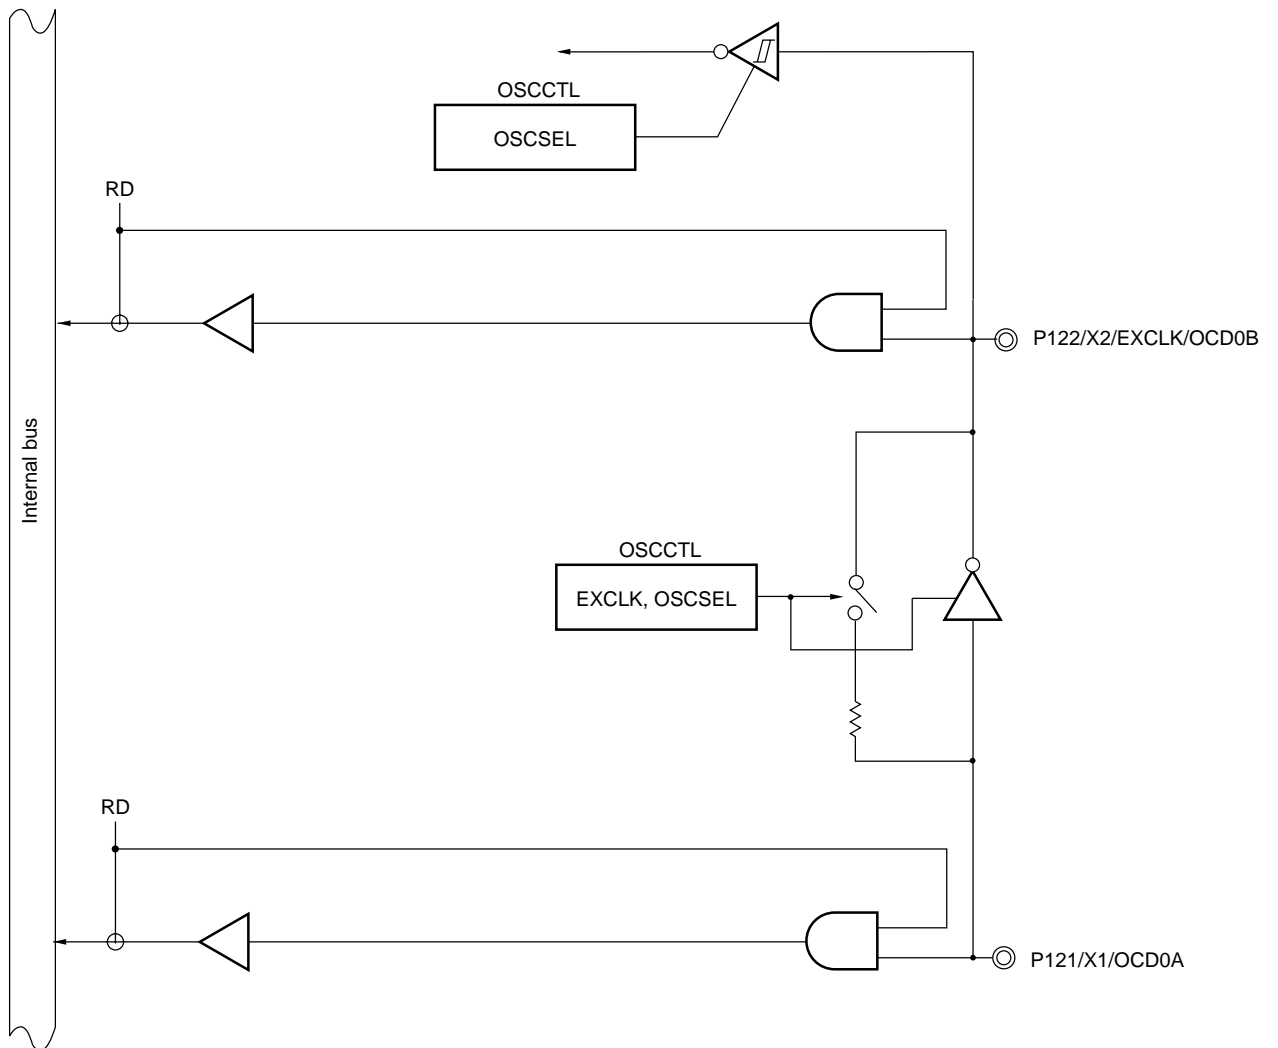 OSCCTL
OSCSEL
RD
P122/X2/EXCLK/OCD0B
Internal bus
OSCCTL
EXCLK, OSCSEL
RD
P121/X1/OCD0A